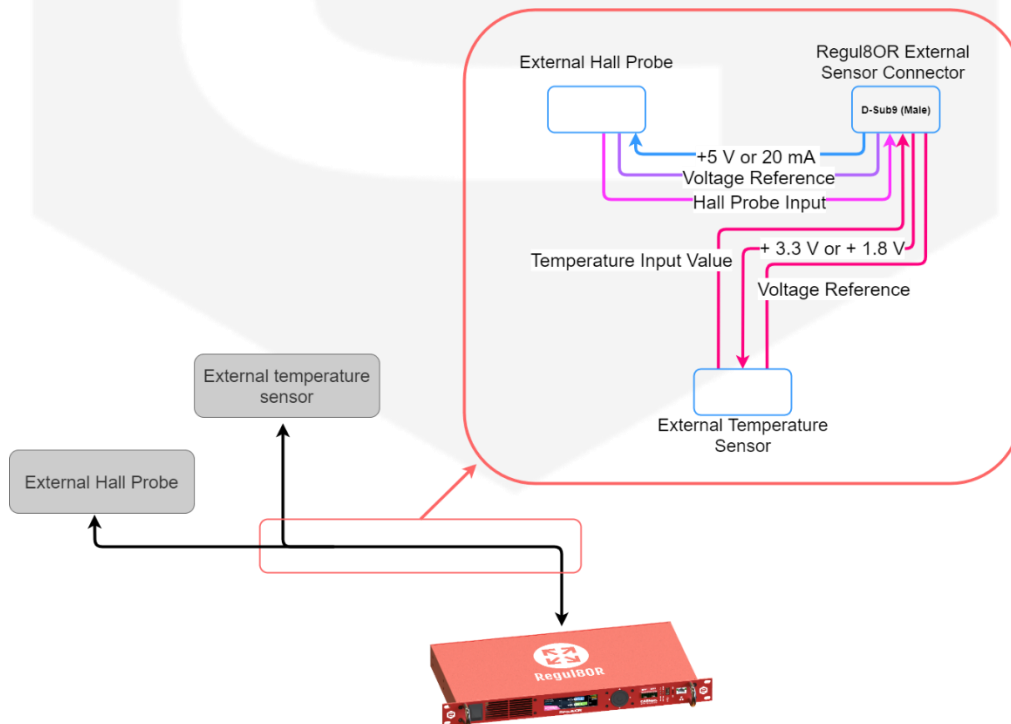 External Hall Probe
Regul8OR External
Sensor Connector
D-Sub9 (Male)
+5 V or 20 mA
Voltage Reference
Hall Probe Input
Temperature Input Value
+ 3.3 V or + 1.8 V
Voltage Reference
External Temperature
Sensor
External temperature
sensor
External Hall Probe
Regul8OR